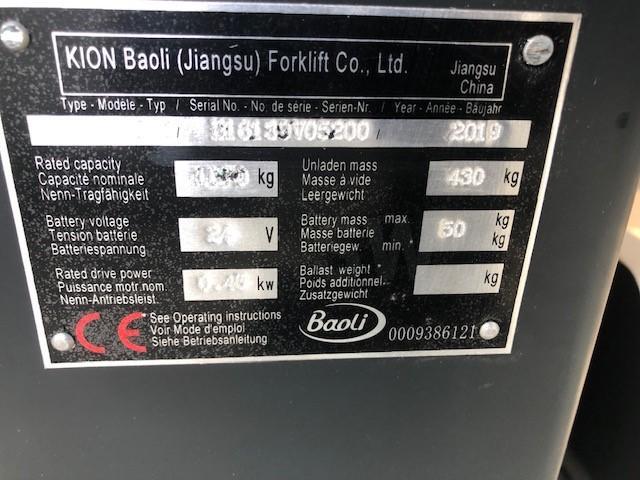 KION Baoli (Jiangsu) Forklift Co., Ltd. Jiangsu China
Type - Modèle - Typ / Serial No. - No. de série - Serien-Nr. / Year - Année - Baujahr
/ / 2019
Rated capacity
Capacité nominale
Nenn-Tragfähigkeit
kg
Unladen mass
Masse à vide
Leergewicht
430 kg
Battery voltage
Tension batterie
Batteriespannung
24 V
Battery mass max. kg
Masse batterie 50
Batteriegew. min. kg
Rated drive power
Puissance motr.nom.
Nenn-Antriebsleist.
kw
Ballast weight
Poids additionnel
Zusatzgewicht
kg
CE
See Operating instructions
Voir Mode d'emploi
Siehe Betriebsanleitung
Baoli
0009386121